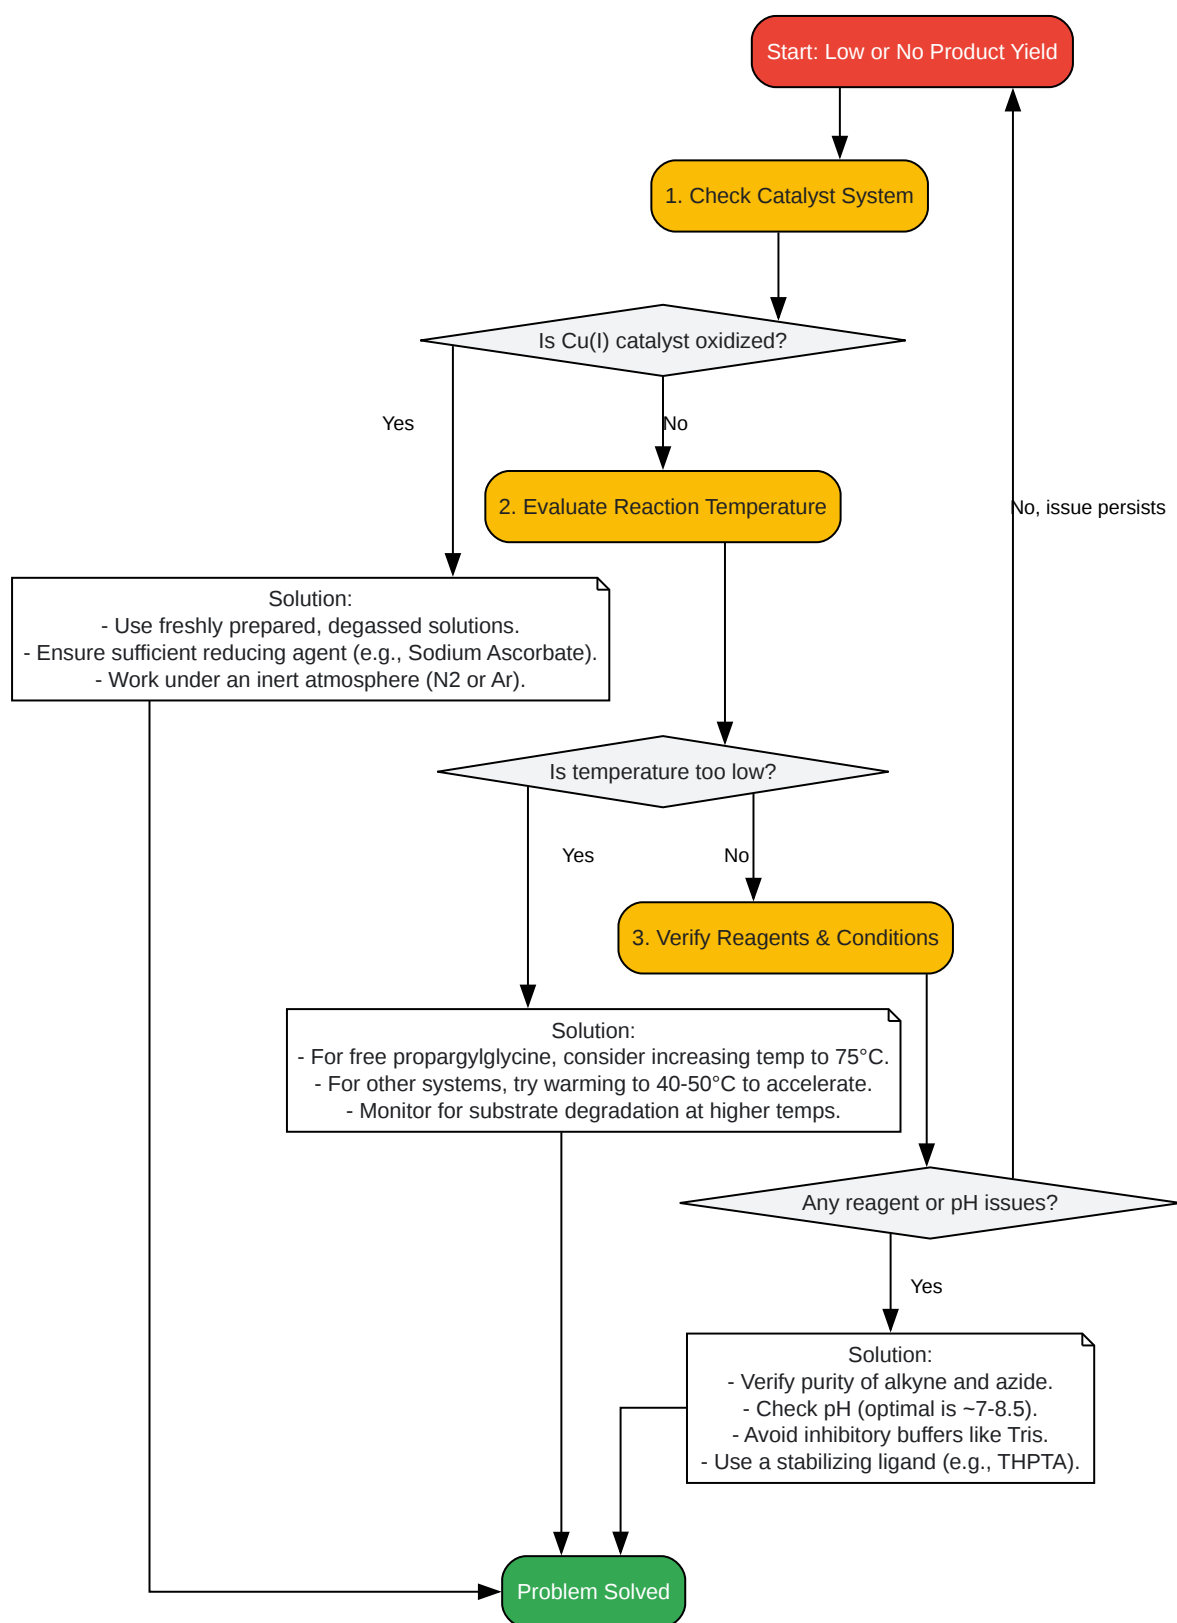 Start: Low or No Product Yield
1. Check Catalyst System
Is Cu(I) catalyst oxidized?
Yes
No
2. Evaluate Reaction Temperature
No, issue persists
Solution:
- Use freshly prepared, degassed solutions.
- Ensure sufficient reducing agent (e.g., Sodium Ascorbate).
- Work under an inert atmosphere (N2 or Ar).
Is temperature too low?
Yes
No
3. Verify Reagents & Conditions
Solution:
- For free propargylglycine, consider increasing temp to 75°C.
- For other systems, try warming to 40-50°C to accelerate.
- Monitor for substrate degradation at higher temps.
Any reagent or pH issues?
Yes
Solution:
- Verify purity of alkyne and azide.
- Check pH (optimal is ~7-8.5).
- Avoid inhibitory buffers like Tris.
- Use a stabilizing ligand (e.g., THPTA).
Problem Solved